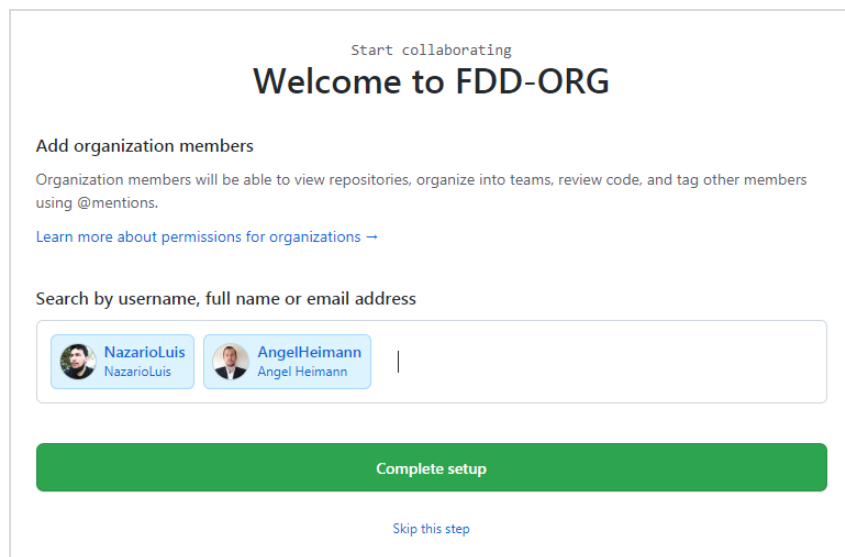 Start collaborating
Welcome to FDD-ORG
Add organization members
Organization members will be able to view repositories, organize into teams, review code, and tag other members
using @mentions.
Learn more about permissions for organizations →
Search by username, full name or email address
NazarioLuis
NazarioLuis
AngelHeimann
Angel Heimann
Complete setup
Skip this step